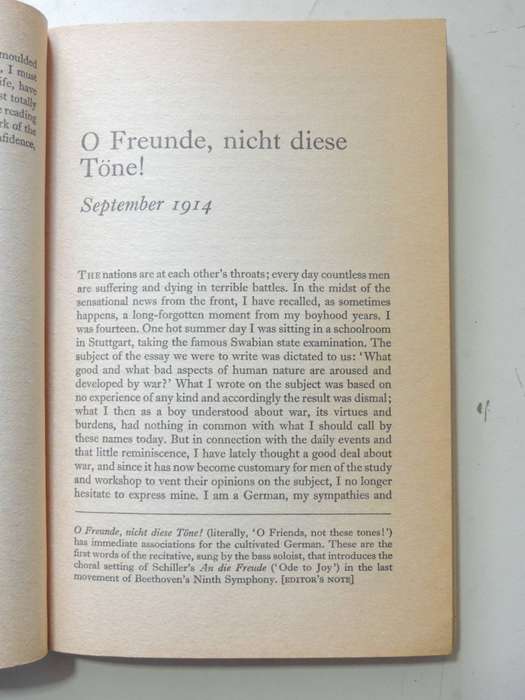 moulded
, I must
ife, have
st totally
reading
rk of the
nfidence,
O Freunde, nicht diese
Töne!
September 1914
THE nations are at each other's throats; every day countless men
are suffering and dying in terrible battles. In the midst of the
sensational news from the front, I have recalled, as sometimes
happens, a long-forgotten moment from my boyhood years. I
was fourteen. One hot summer day I was sitting in a schoolroom
in Stuttgart, taking the famous Swabian state examination. The
subject of the essay we were to write was dictated to us: 'What
good and what bad aspects of human nature are aroused and
developed by war?' What I wrote on the subject was based on
no experience of any kind and accordingly the result was dismal;
what I then as a boy understood about war, its virtues and
burdens, had nothing in common with what I should call by
these names today. But in connection with the daily events and
that little reminiscence, I have lately thought a good deal about
war, and since it has now become customary for men of the study
and workshop to vent their opinions on the subject, I no longer
hesitate to express mine. I am a German, my sympathies and
O Freunde, nicht diese Töne! (literally, 'O Friends, not these tones!')
has immediate associations for the cultivated German. These are the
first words of the recitative, sung by the bass soloist, that introduces the
choral setting of Schiller's An die Freude ('Ode to Joy') in the last
movement of Beethoven's Ninth Symphony. [EDITOR'S NOTE]